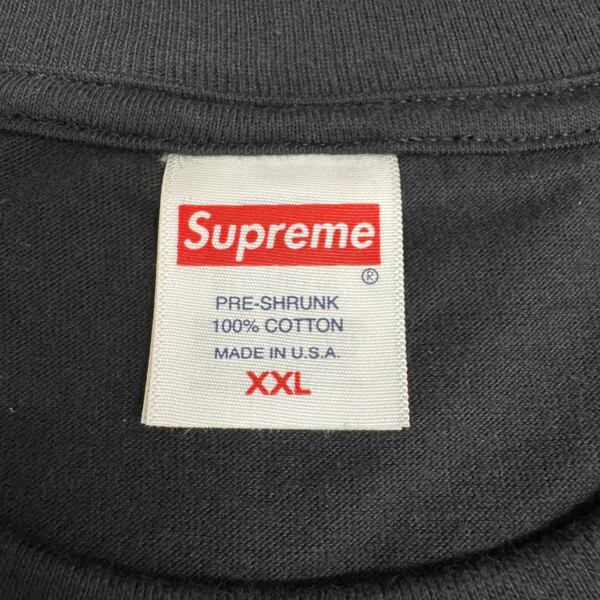 Supreme
®
PRE-SHRUNK
100% COTTON
MADE IN U.S.A.
XXL